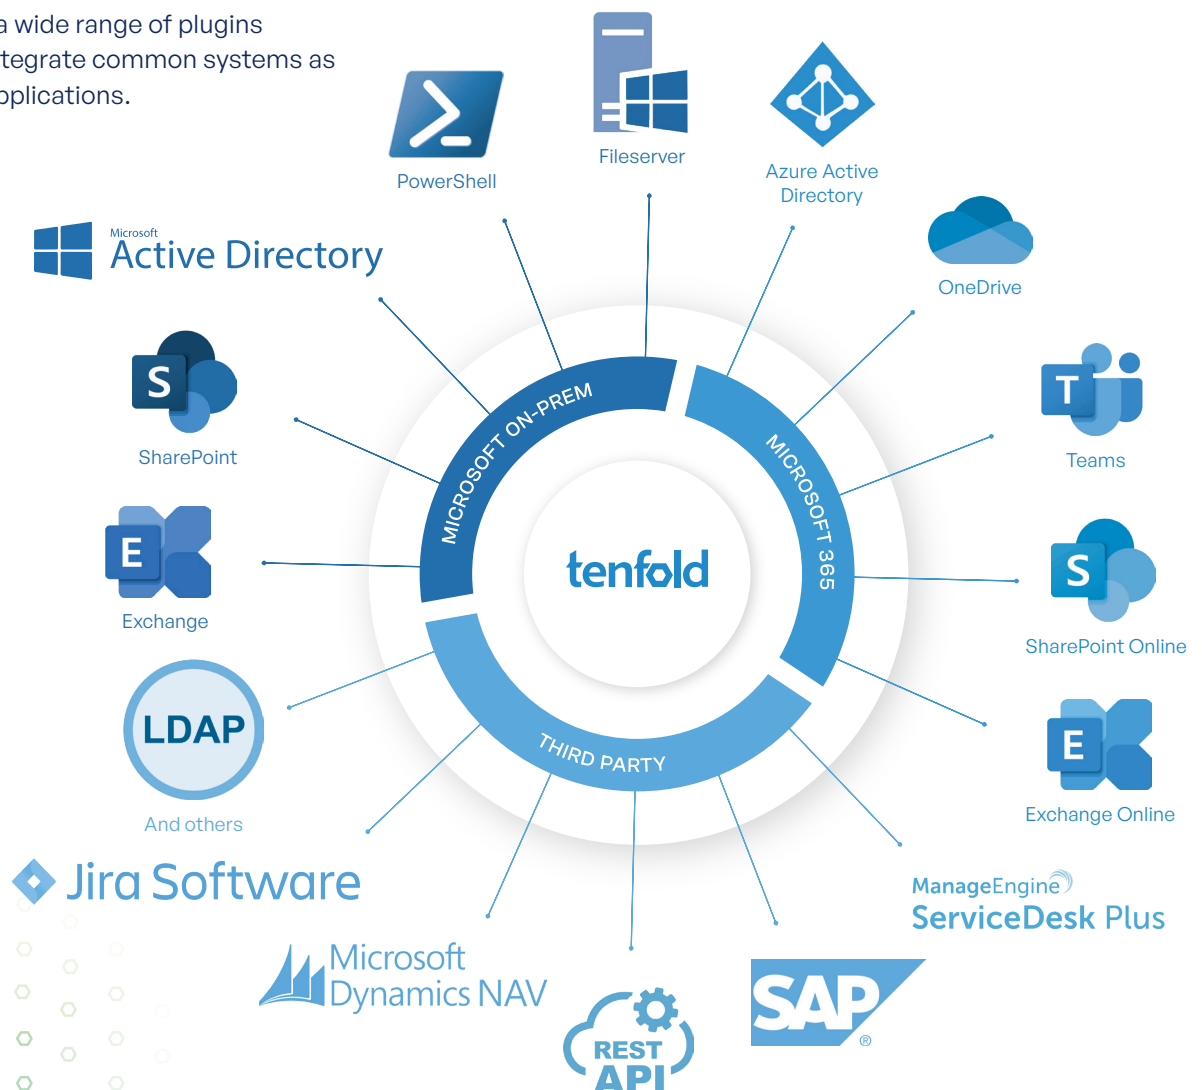 a wide range of plugins
ntegrate common systems as
pplications.
PowerShell
Fileserver
Azure Active
Directory
Microsoft
Active Directory
OneDrive
S
SharePoint
T
Teams
MICROSOFT ON-PREM
MICROSOFT 365
tenfold
E
Exchange
S
SharePoint Online
LDAP
And others
THIRD PARTY
E
Exchange Online
Jira Software
ManageEngine
ServiceDesk Plus
Microsoft
Dynamics NAV
SAP
®
REST
API